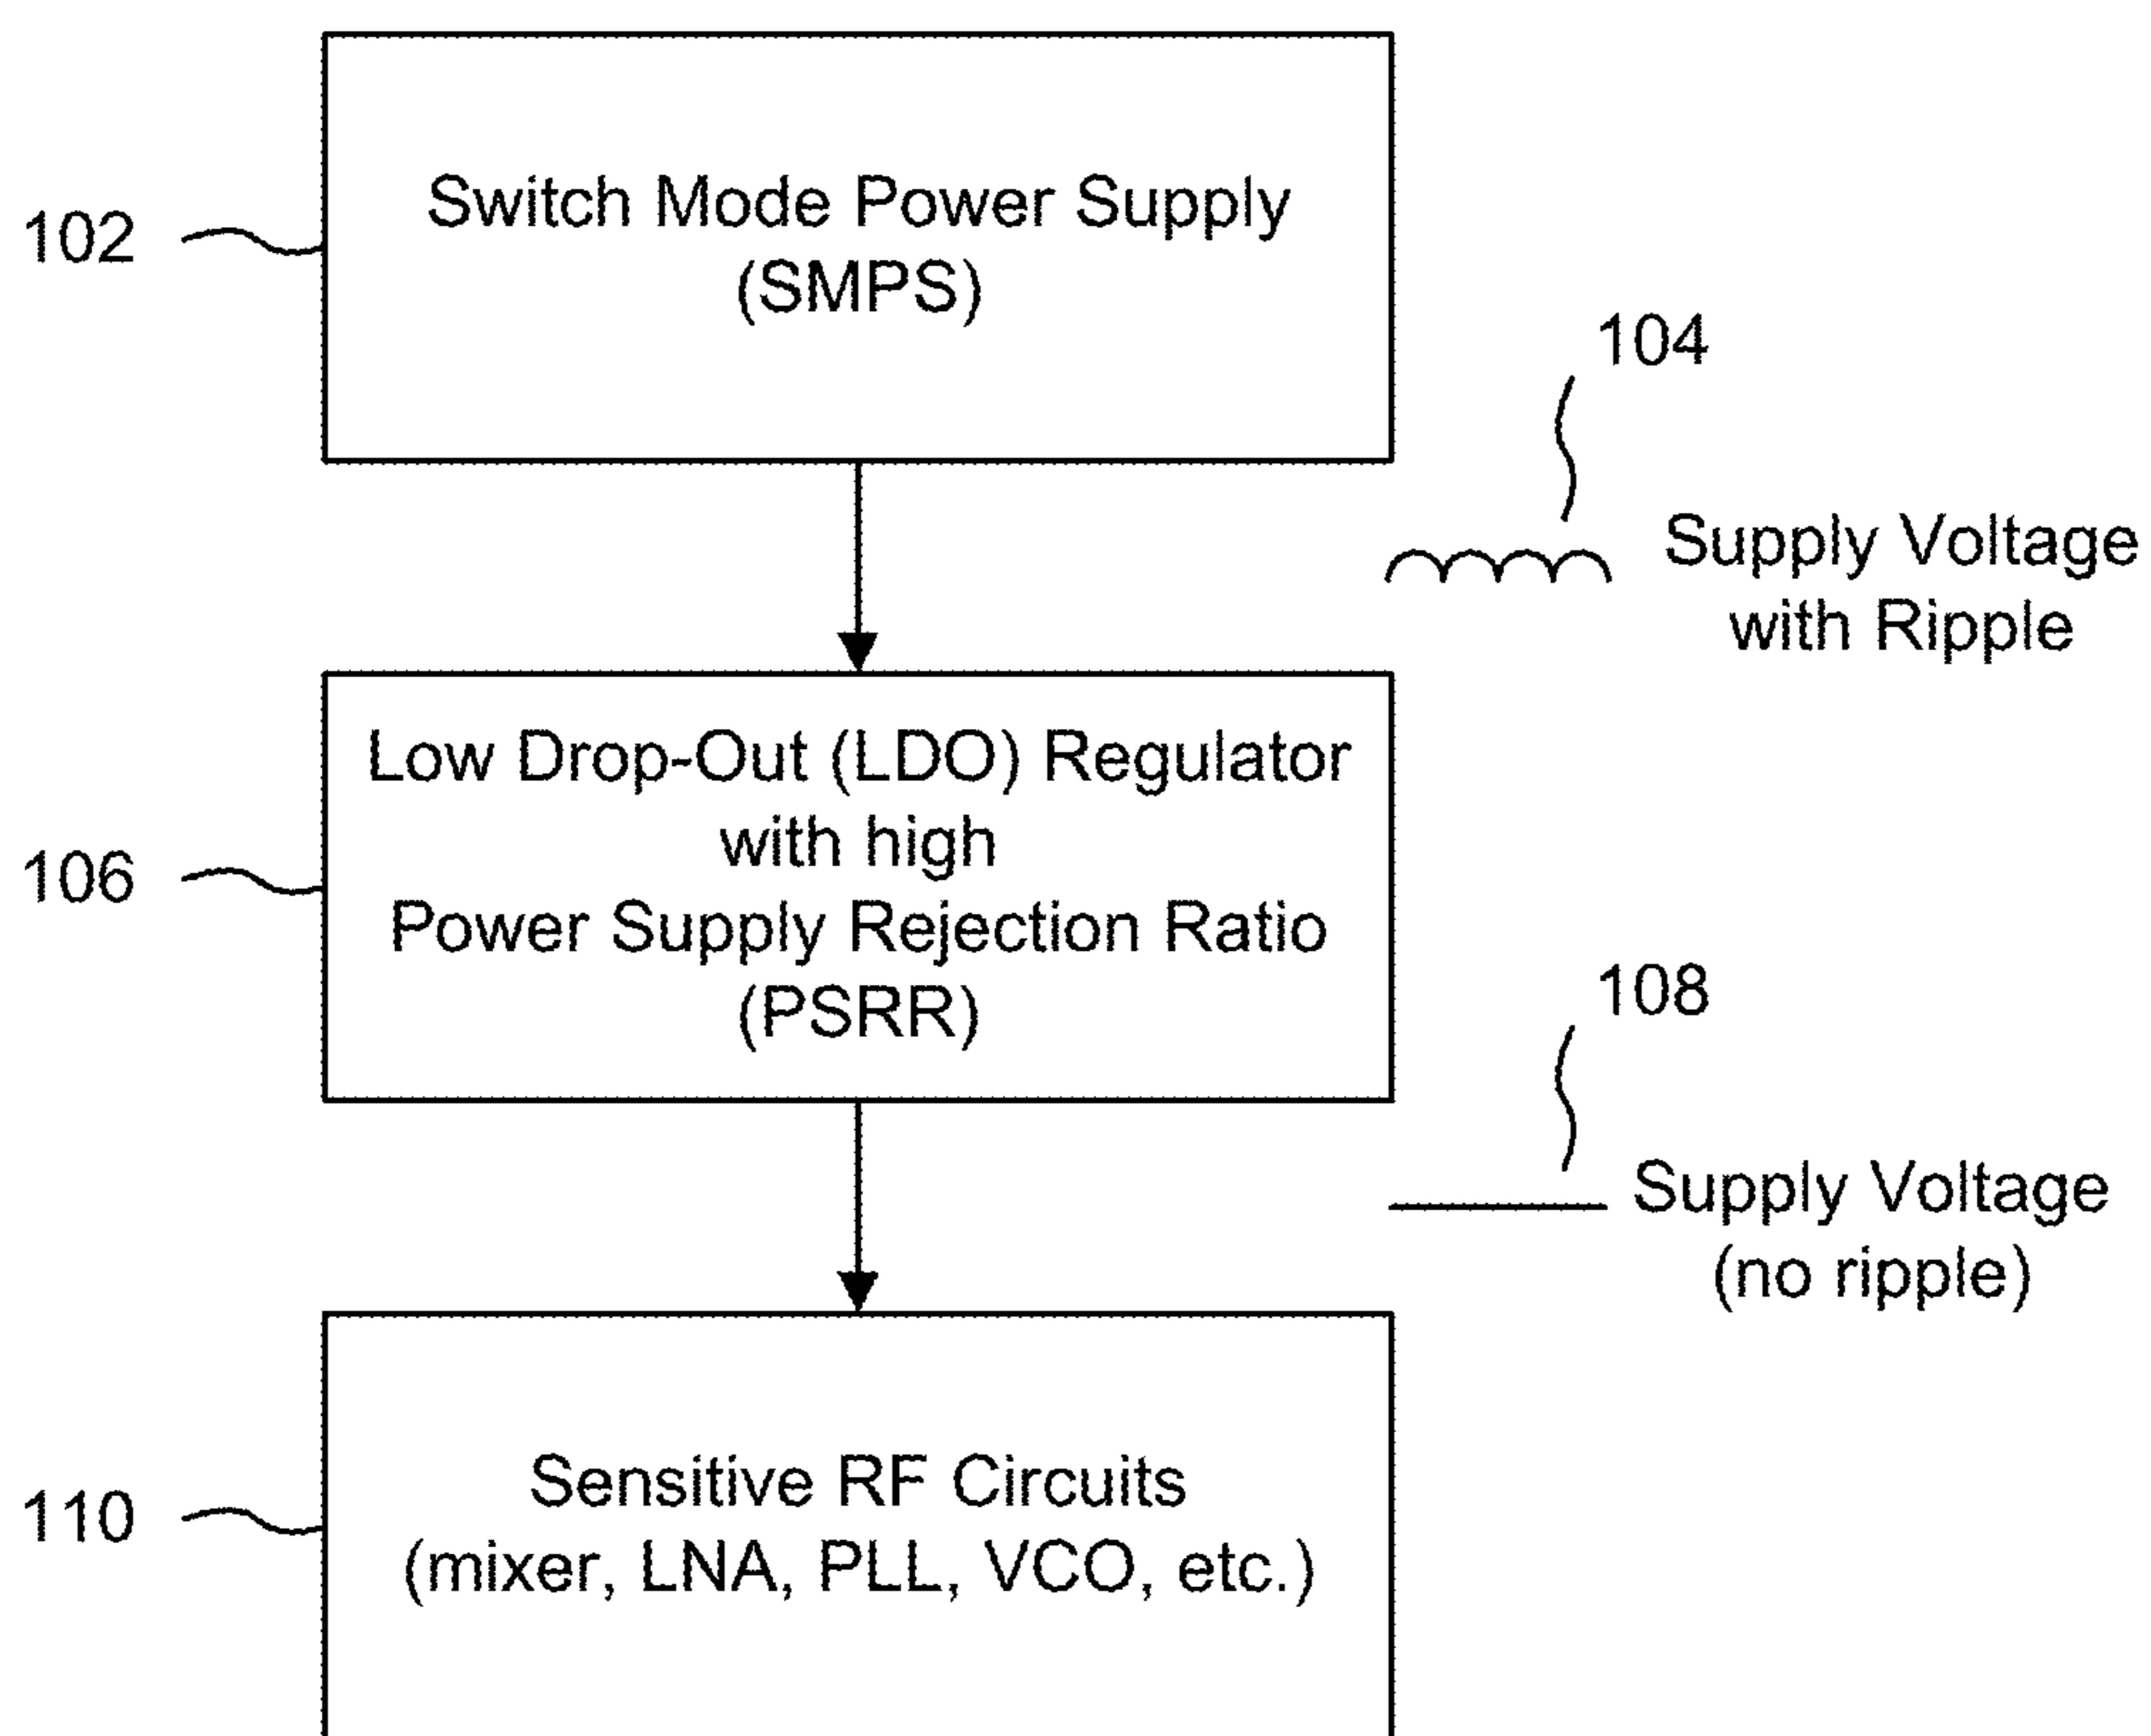 Switch Mode Power Supply
(SMPS)
102
104
Supply Voltage
with Ripple
Low Drop-Out (LDO) Regulator
with high
Power Supply Rejection Ratio
(PSRR)
106
108
Supply Voltage
(no ripple)
Sensitive RF Circuits
(mixer, LNA, PLL, VCO, etc.)
110